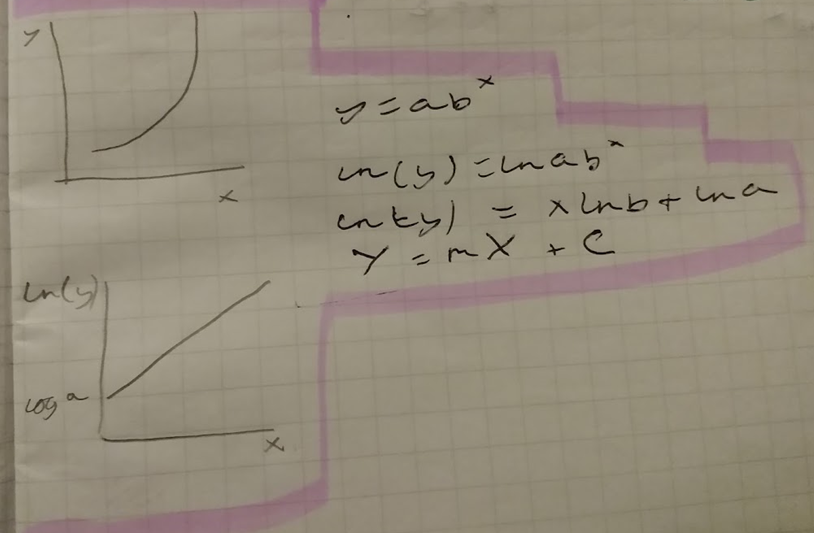 y
x
y = ab^x
ln(y) = ln ab^x
ln(y) = x ln b + ln a
Y = mX + C
ln(y)
log a
x